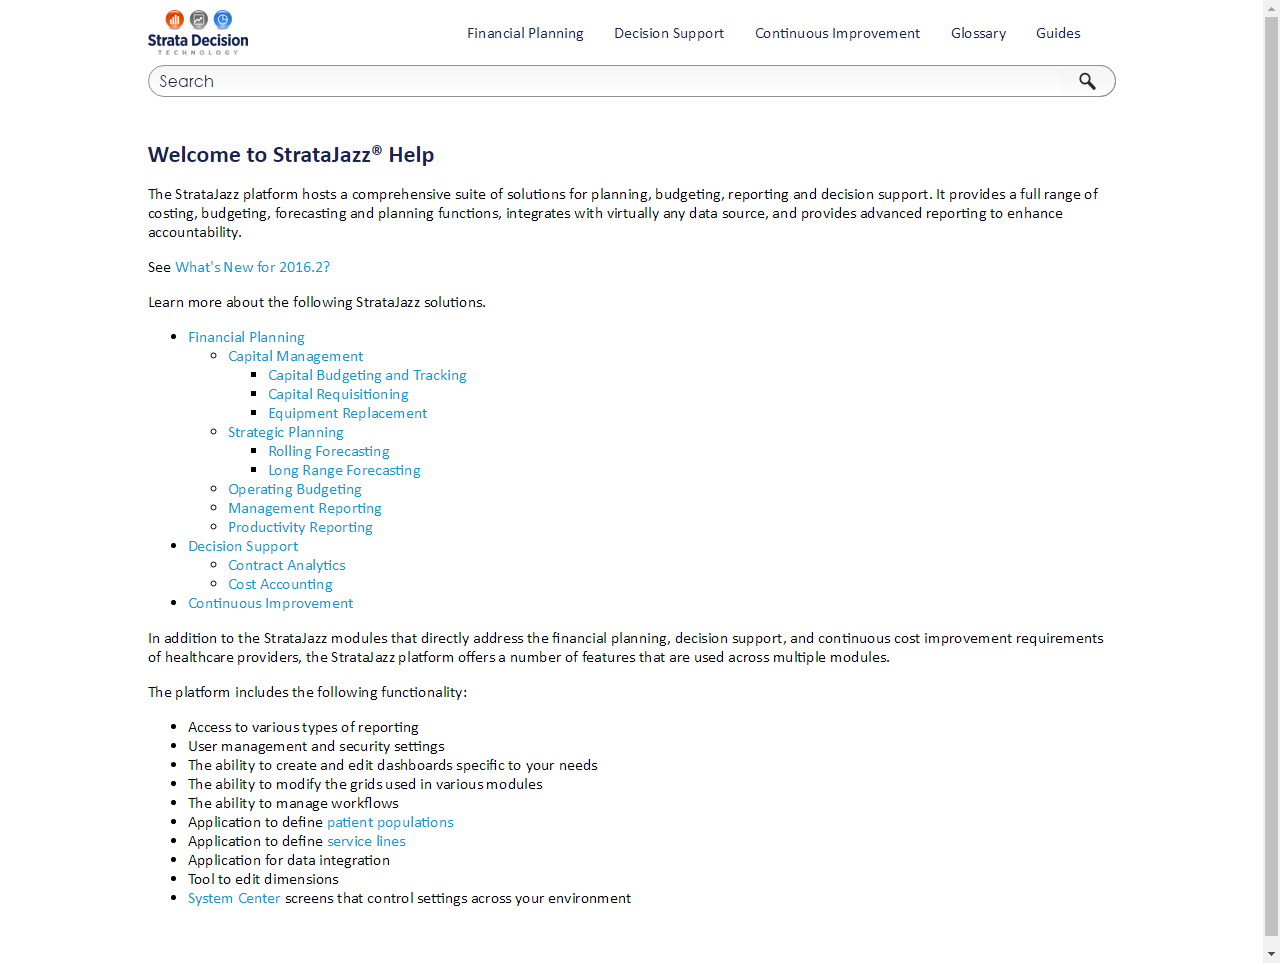 Strata Decision
TECHNOLOGY
Financial Planning Decision Support Continuous Improvement Glossary Guides
Search
Welcome to StrataJazz® Help
The StrataJazz platform hosts a comprehensive suite of solutions for planning, budgeting, reporting and decision support. It provides a full range of
costing, budgeting, forecasting and planning functions, integrates with virtually any data source, and provides advanced reporting to enhance
accountability.
See What's New for 2016.2?
Learn more about the following StrataJazz solutions.
Financial Planning
Capital Management
Capital Budgeting and Tracking
Capital Requisitioning
Equipment Replacement
Strategic Planning
Rolling Forecasting
Long Range Forecasting
Operating Budgeting
Management Reporting
Productivity Reporting
Decision Support
Contract Analytics
Cost Accounting
Continuous Improvement
In addition to the StrataJazz modules that directly address the financial planning, decision support, and continuous cost improvement requirements
of healthcare providers, the StrataJazz platform offers a number of features that are used across multiple modules.
The platform includes the following functionality:
Access to various types of reporting
User management and security settings
The ability to create and edit dashboards specific to your needs
The ability to modify the grids used in various modules
The ability to manage workflows
Application to define patient populations
Application to define service lines
Application for data integration
Tool to edit dimensions
System Center screens that control settings across your environment